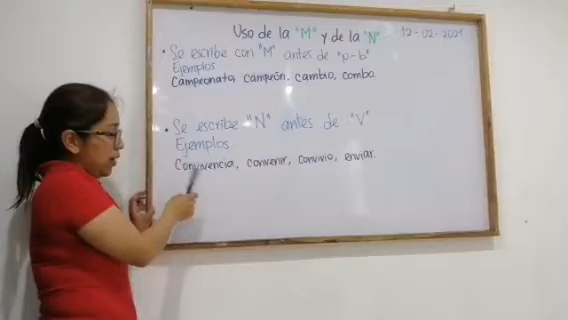 Uso de la "M" y de la "N" 12-02-2021
• Se escribe con "M" antes de "p-b"
Ejemplos
Campeonato, campeón, cambio, combo.
• Se escribe "N" antes de "V"
Ejemplos
Convivencia, convenir, convivio, enviar.